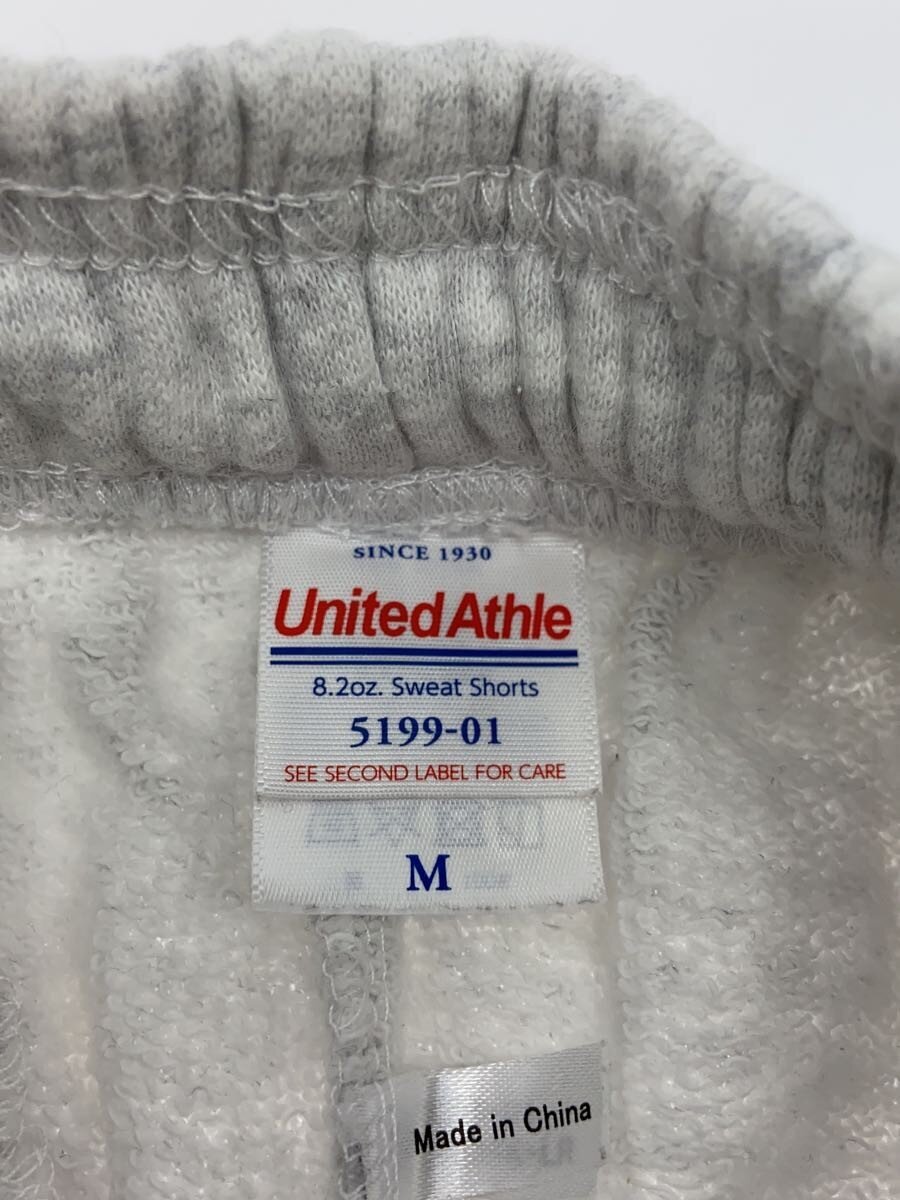 SINCE 1930
United Athle
8.2oz. Sweat Shorts
5199-01
SEE SECOND LABEL FOR CARE
M
Made in China